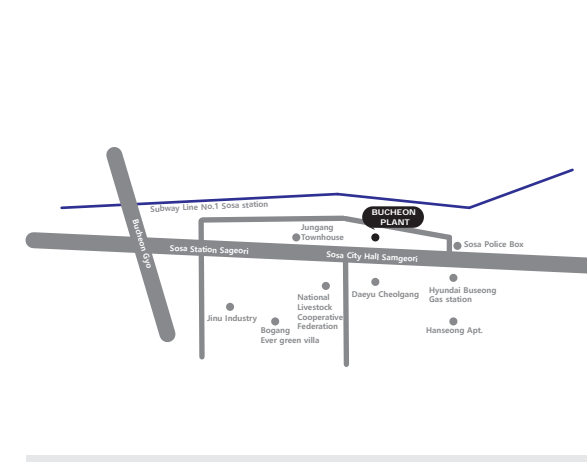 Subway Line No.1 Sosa station
BUCHEON
PLANT
Bucheon Gyo
Jungang
Townhouse
Sosa Police Box
Sosa Station Sageori
Sosa City Hall Samgeori
Daeyu Cheolgang
Hyundai Buseong
Gas station
National
Livestock
Cooperative
Federation
Jinu Industry
Bogang
Ever green villa
Hanseong Apt.